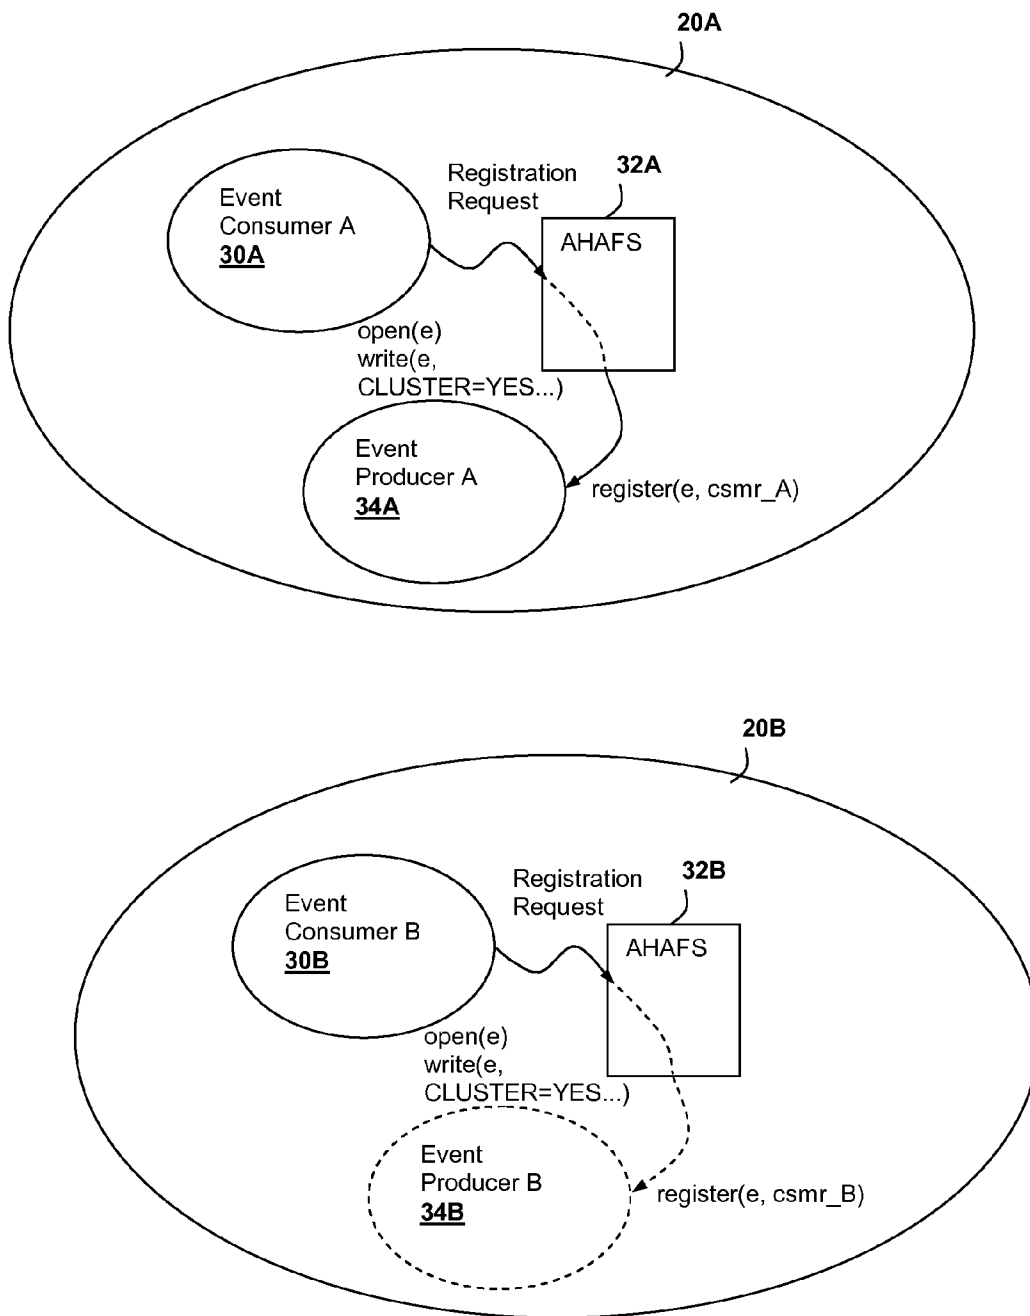 20A
Registration
Request
32A
Event
Consumer A
30A
AHAFS
open(e)
write(e,
CLUSTER=YES...)
Event
Producer A
34A
register(e, csmr_A)
20B
Registration
Request
32B
Event
Consumer B
30B
AHAFS
open(e)
write(e,
CLUSTER=YES...)
Event
Producer B
34B
register(e, csmr_B)